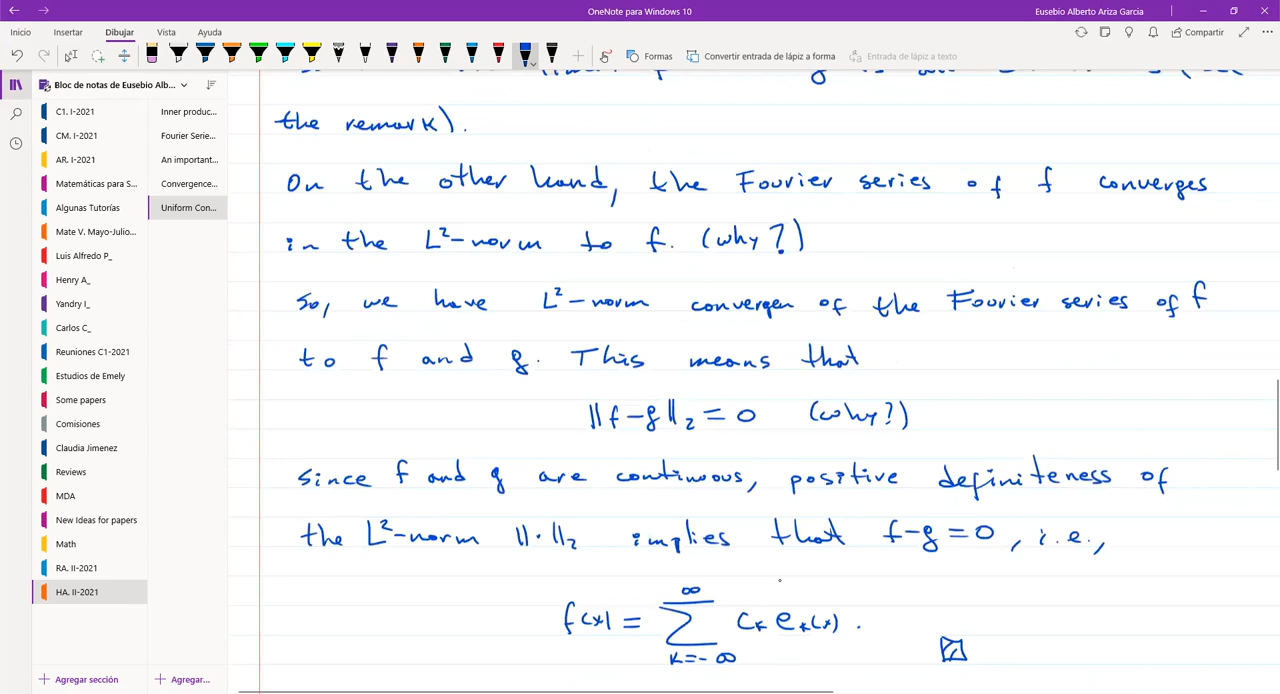 OneNote para Windows 10
Eusebio Alberto Ariza Garcia
Inicio Insertar Dibujar Vista Ayuda
Compartir
Formas
Convertir entrada de lápiz a forma
Entrada de lápiz a texto
Bloc de notas de Eusebio Alb...
C1. I-2021
CM. I-2021
AR. I-2021
Matemáticas para S...
Algunas Tutorías
Mate V. Mayo-Julio...
Luis Alfredo P_
Henry A_
Yandry I_
Carlos C_
Reuniones C1-2021
Estudios de Emely
Some papers
Comisiones
Claudia Jimenez
Reviews
MDA
New Ideas for papers
Math
RA. II-2021
HA. II-2021
Agregar sección
Inner produc...
Fourier Serie...
An important...
Convergence...
Uniform Con...
Agregar...
the remark).
On the other hand, the Fourier series of f converges
in the L²-norm to f. (why?)
So, we have L²-norm convergen of the Fourier series of f
to f and g. This means that
||f-g||₂ = 0 (why?)
since f and g are continuous, positive definiteness of
the L²-norm ||·||₂ implies that f-g=0, i.e.,
∞
f(x) = ∑ cₖ eₖ(x).
k=-∞